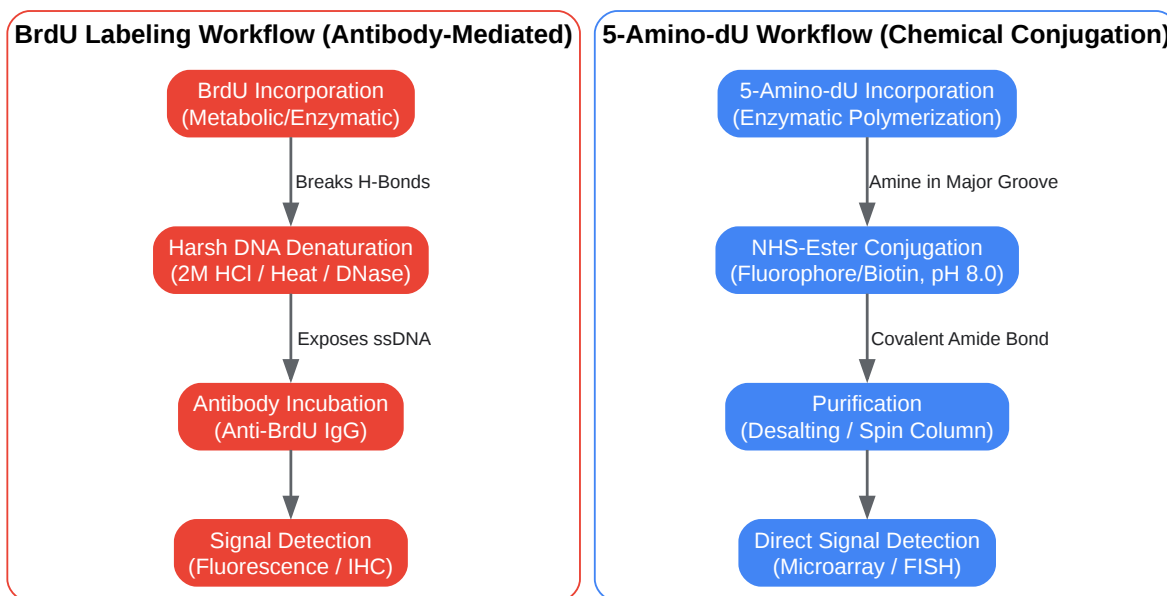 BrdU Labeling Workflow (Antibody-Mediated)
BrdU Incorporation
(Metabolic/Enzymatic)
Breaks H-Bonds
Harsh DNA Denaturation
(2M HCl / Heat / DNase)
Exposes ssDNA
Antibody Incubation
(Anti-BrdU IgG)
Signal Detection
(Fluorescence / IHC)
5-Amino-dU Workflow (Chemical Conjugation)
5-Amino-dU Incorporation
(Enzymatic Polymerization)
Amine in Major Groove
NHS-Ester Conjugation
(Fluorophore/Biotin, pH 8.0)
Covalent Amide Bond
Purification
(Desalting / Spin Column)
Direct Signal Detection
(Microarray / FISH)